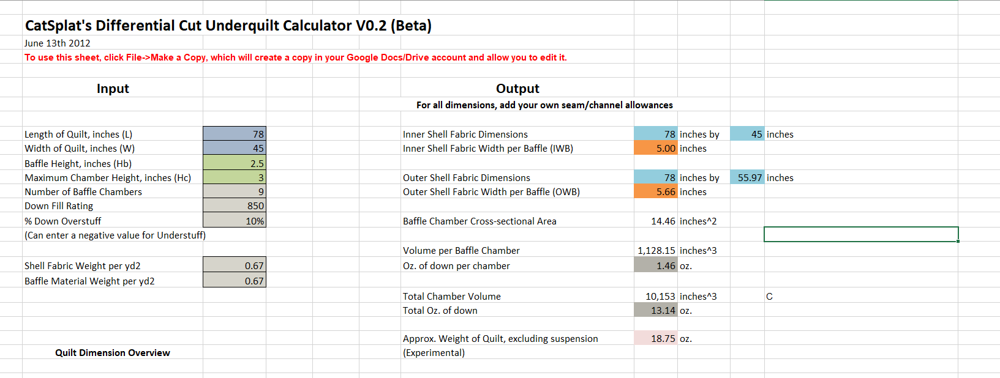 CatSplat's Differential Cut Underquilt Calculator V0.2 (Beta)
June 13th 2012
To use this sheet, click File->Make a Copy, which will create a copy in your Google Docs/Drive account and allow you to edit it.
Input Output
For all dimensions, add your own seam/channel allowances
Length of Quilt, inches (L) 78 Inner Shell Fabric Dimensions 78 inches by 45 inches
Width of Quilt, inches (W) 45 Inner Shell Fabric Width per Baffle (IWB) 5.00 inches
Baffle Height, inches (Hb) 2.5
Maximum Chamber Height, inches (Hc) 3 Outer Shell Fabric Dimensions 78 inches by 55.97 inches
Number of Baffle Chambers 9 Outer Shell Fabric Width per Baffle (OWB) 5.66 inches
Down Fill Rating 850
% Down Overstuff 10% Baffle Chamber Cross-sectional Area 14.46 inches^2
(Can enter a negative value for Understuff)
Volume per Baffle Chamber 1,128.15 inches^3
Shell Fabric Weight per yd2 0.67 Oz. of down per chamber 1.46 oz.
Baffle Material Weight per yd2 0.67
Total Chamber Volume 10,153 inches^3 C
Total Oz. of down 13.14 oz.
Approx. Weight of Quilt, excluding suspension 18.75 oz.
Quilt Dimension Overview (Experimental)